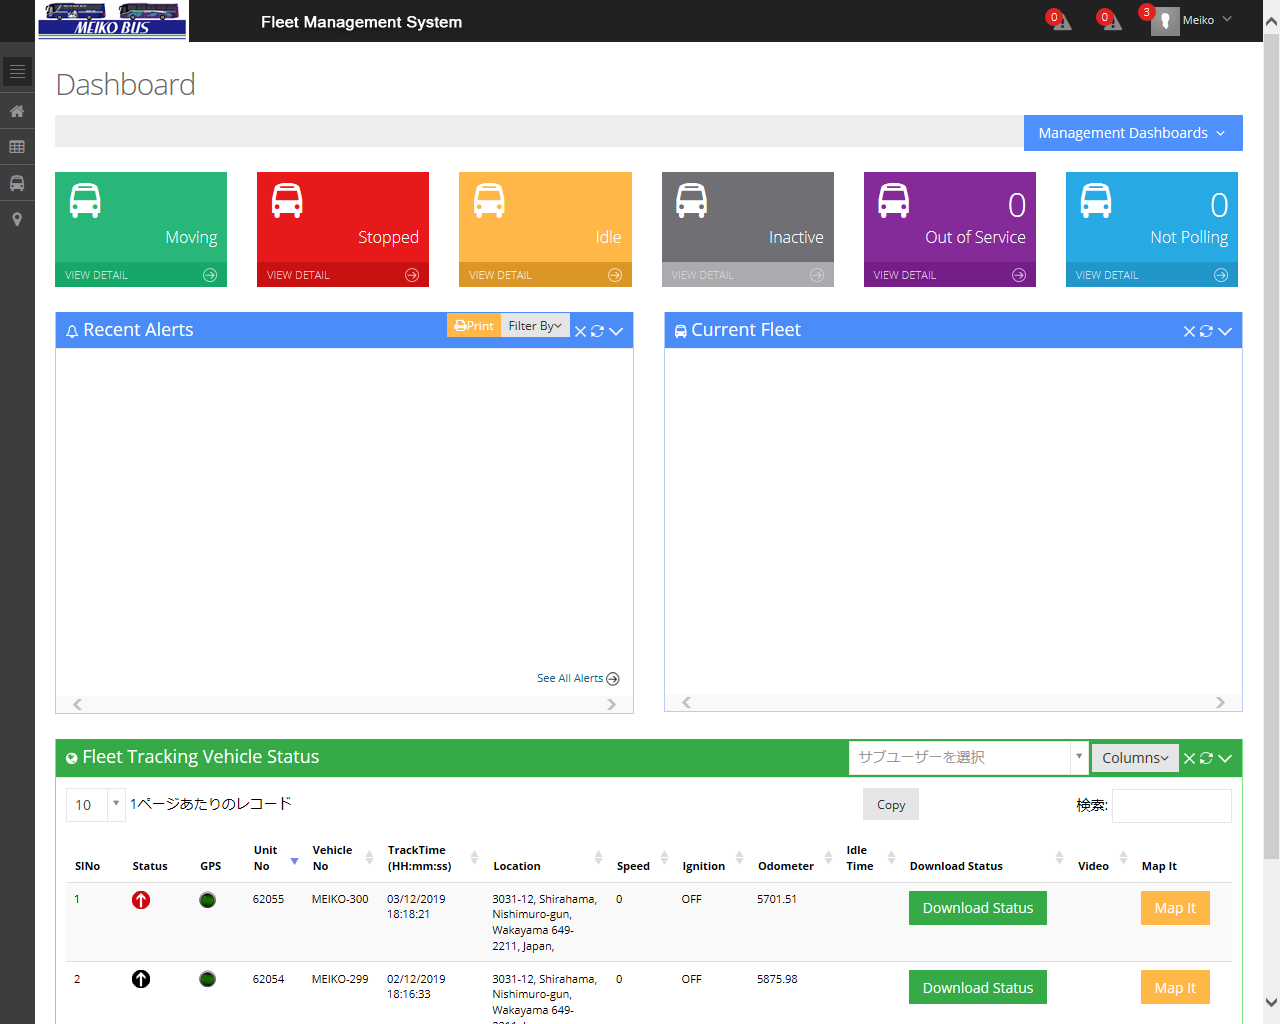 MEIKO BUS
Fleet Management System
0
0
3
Meiko
Dashboard
Management Dashboards
Moving
VIEW DETAIL
Stopped
VIEW DETAIL
Idle
VIEW DETAIL
Inactive
VIEW DETAIL
0
Out of Service
VIEW DETAIL
0
Not Polling
VIEW DETAIL
Recent Alerts
Print
Filter By
Current Fleet
See All Alerts
Fleet Tracking Vehicle Status
サブユーザーを選択
Columns
10
1ページあたりのレコード
Copy
検索:
SINo Status GPS Unit No Vehicle No TrackTime (HH:mm:ss) Location Speed Ignition Odometer Idle Time Download Status Video Map It
1 62055 MEIKO-300 03/12/2019 3031-12, Shirahama, 0 OFF 5701.51 Download Status Map It
18:18:21 Nishimuro-gun,
Wakayama 649-
2211, Japan,
2 62054 MEIKO-299 02/12/2019 3031-12, Shirahama, 0 OFF 5875.98 Download Status Map It
18:16:33 Nishimuro-gun,
Wakayama 649-
2211, Japan,